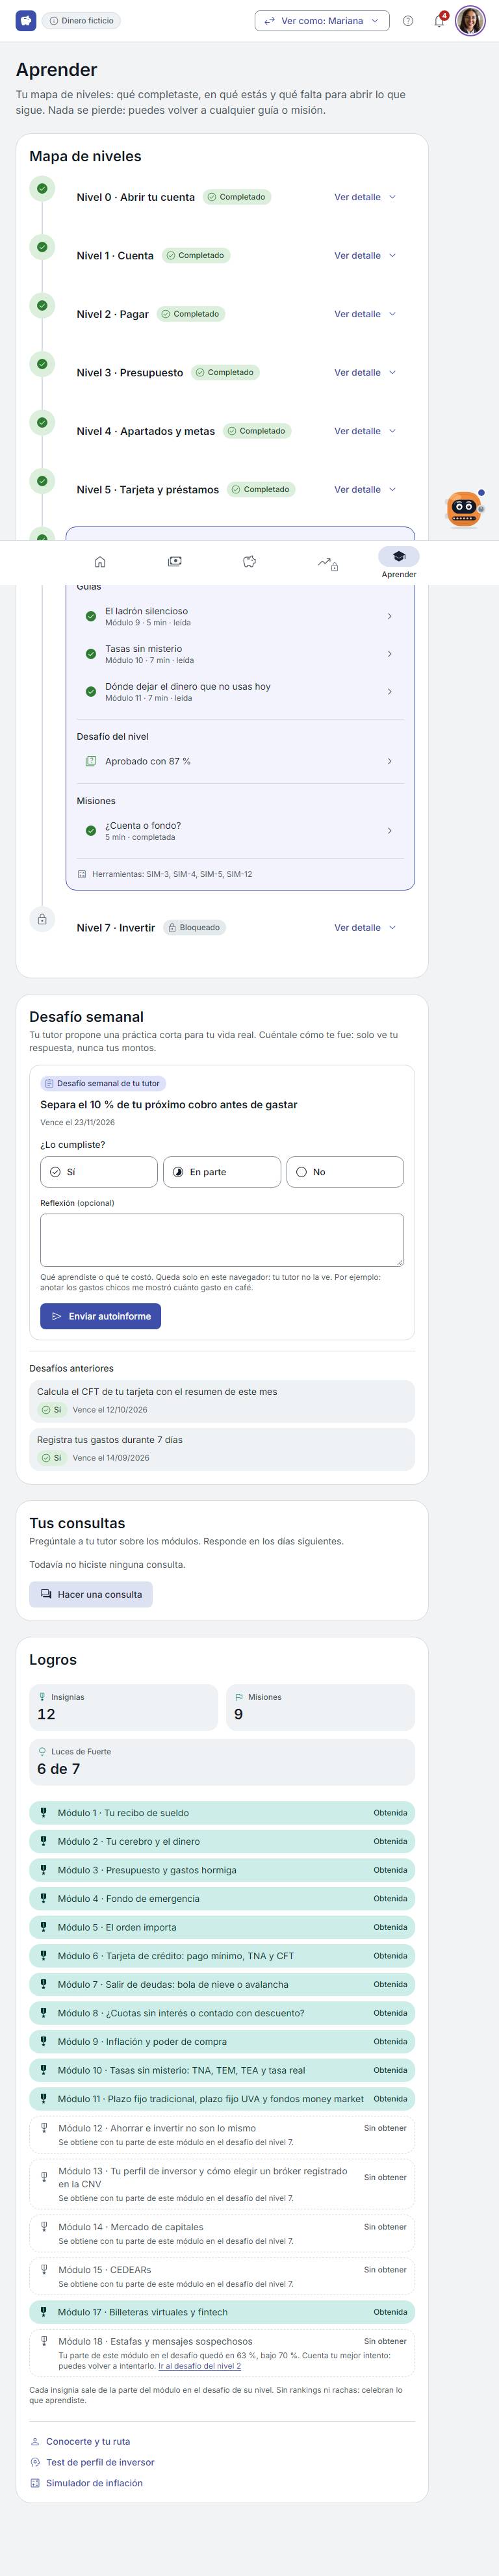 Dinero ficticio
Ver como: Mariana
4
Aprender
Tu mapa de niveles: qué completaste, en qué estás y qué falta para abrir lo que
sigue. Nada se pierde: puedes volver a cualquier guía o misión.
Mapa de niveles
Nivel 0 · Abrir tu cuenta
Completado
Ver detalle
Nivel 1 · Cuenta
Completado
Ver detalle
Nivel 2 · Pagar
Completado
Ver detalle
Nivel 3 · Presupuesto
Completado
Ver detalle
Nivel 4 · Apartados y metas
Completado
Ver detalle
Nivel 5 · Tarjeta y préstamos
Completado
Ver detalle
Aprender
Guías
El ladrón silencioso
Módulo 9 · 5 min · leída
Tasas sin misterio
Módulo 10 · 7 min · leída
Dónde dejar el dinero que no usas hoy
Módulo 11 · 7 min · leída
Desafío del nivel
Aprobado con 87 %
Misiones
¿Cuenta o fondo?
5 min · completada
Herramientas: SIM-3, SIM-4, SIM-5, SIM-12
Nivel 7 · Invertir
Bloqueado
Ver detalle
Desafío semanal
Tu tutor propone una práctica corta para tu vida real. Cuéntale cómo te fue: solo ve tu
respuesta, nunca tus montos.
Desafío semanal de tu tutor
Separa el 10 % de tu próximo cobro antes de gastar
Vence el 23/11/2026
¿Lo cumpliste?
Sí
En parte
No
Reflexión (opcional)
Qué aprendiste o qué te costó. Queda solo en este navegador: tu tutor no la ve. Por ejemplo:
anotar los gastos chicos me mostró cuánto gasto en café.
Enviar autoinforme
Desafíos anteriores
Calcula el CFT de tu tarjeta con el resumen de este mes
Sí
Vence el 12/10/2026
Registra tus gastos durante 7 días
Sí
Vence el 14/09/2026
Tus consultas
Pregúntale a tu tutor sobre los módulos. Responde en los días siguientes.
Todavía no hiciste ninguna consulta.
Hacer una consulta
Logros
Insignias
12
Misiones
9
Luces de Fuerte
6 de 7
Módulo 1 · Tu recibo de sueldo
Obtenida
Módulo 2 · Tu cerebro y el dinero
Obtenida
Módulo 3 · Presupuesto y gastos hormiga
Obtenida
Módulo 4 · Fondo de emergencia
Obtenida
Módulo 5 · El orden importa
Obtenida
Módulo 6 · Tarjeta de crédito: pago mínimo, TNA y CFT
Obtenida
Módulo 7 · Salir de deudas: bola de nieve o avalancha
Obtenida
Módulo 8 · ¿Cuotas sin interés o contado con descuento?
Obtenida
Módulo 9 · Inflación y poder de compra
Obtenida
Módulo 10 · Tasas sin misterio: TNA, TEM, TEA y tasa real
Obtenida
Módulo 11 · Plazo fijo tradicional, plazo fijo UVA y fondos money market
Obtenida
Módulo 12 · Ahorrar e invertir no son lo mismo
Sin obtener
Se obtiene con tu parte de este módulo en el desafío del nivel 7.
Módulo 13 · Tu perfil de inversor y cómo elegir un bróker registrado
en la CNV
Sin obtener
Se obtiene con tu parte de este módulo en el desafío del nivel 7.
Módulo 14 · Mercado de capitales
Sin obtener
Se obtiene con tu parte de este módulo en el desafío del nivel 7.
Módulo 15 · CEDEARs
Sin obtener
Se obtiene con tu parte de este módulo en el desafío del nivel 7.
Módulo 17 · Billeteras virtuales y fintech
Obtenida
Módulo 18 · Estafas y mensajes sospechosos
Sin obtener
Tu parte de este módulo en el desafío quedó en 63 %, bajo 70 %. Cuenta tu mejor intento:
puedes volver a intentarlo. Ir al desafío del nivel 2
Cada insignia sale de la parte del módulo en el desafío de su nivel. Sin rankings ni rachas: celebran lo
que aprendiste.
Conocerte y tu ruta
Test de perfil de inversor
Simulador de inflación